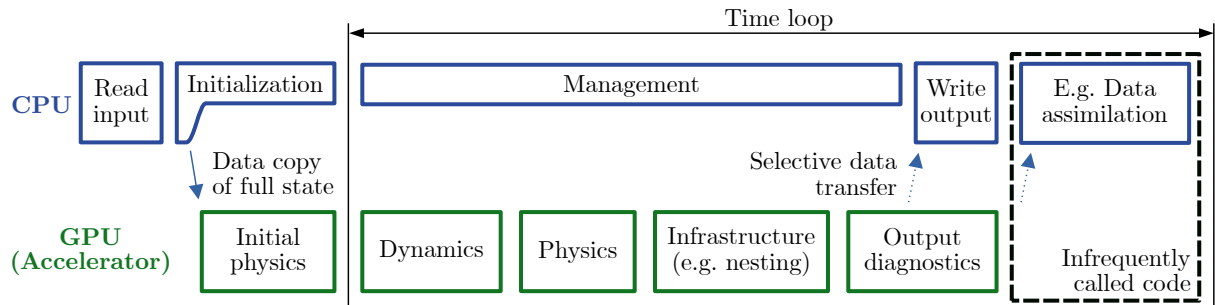 Time loop
CPU
Read
input
Initialization
Management
Write
output
E.g. Data
assimilation
Data copy
of full state
Selective data
transfer
GPU
(Accelerator)
Initial
physics
Dynamics
Physics
Infrastructure
(e.g. nesting)
Output
diagnostics
Infrequently
called code